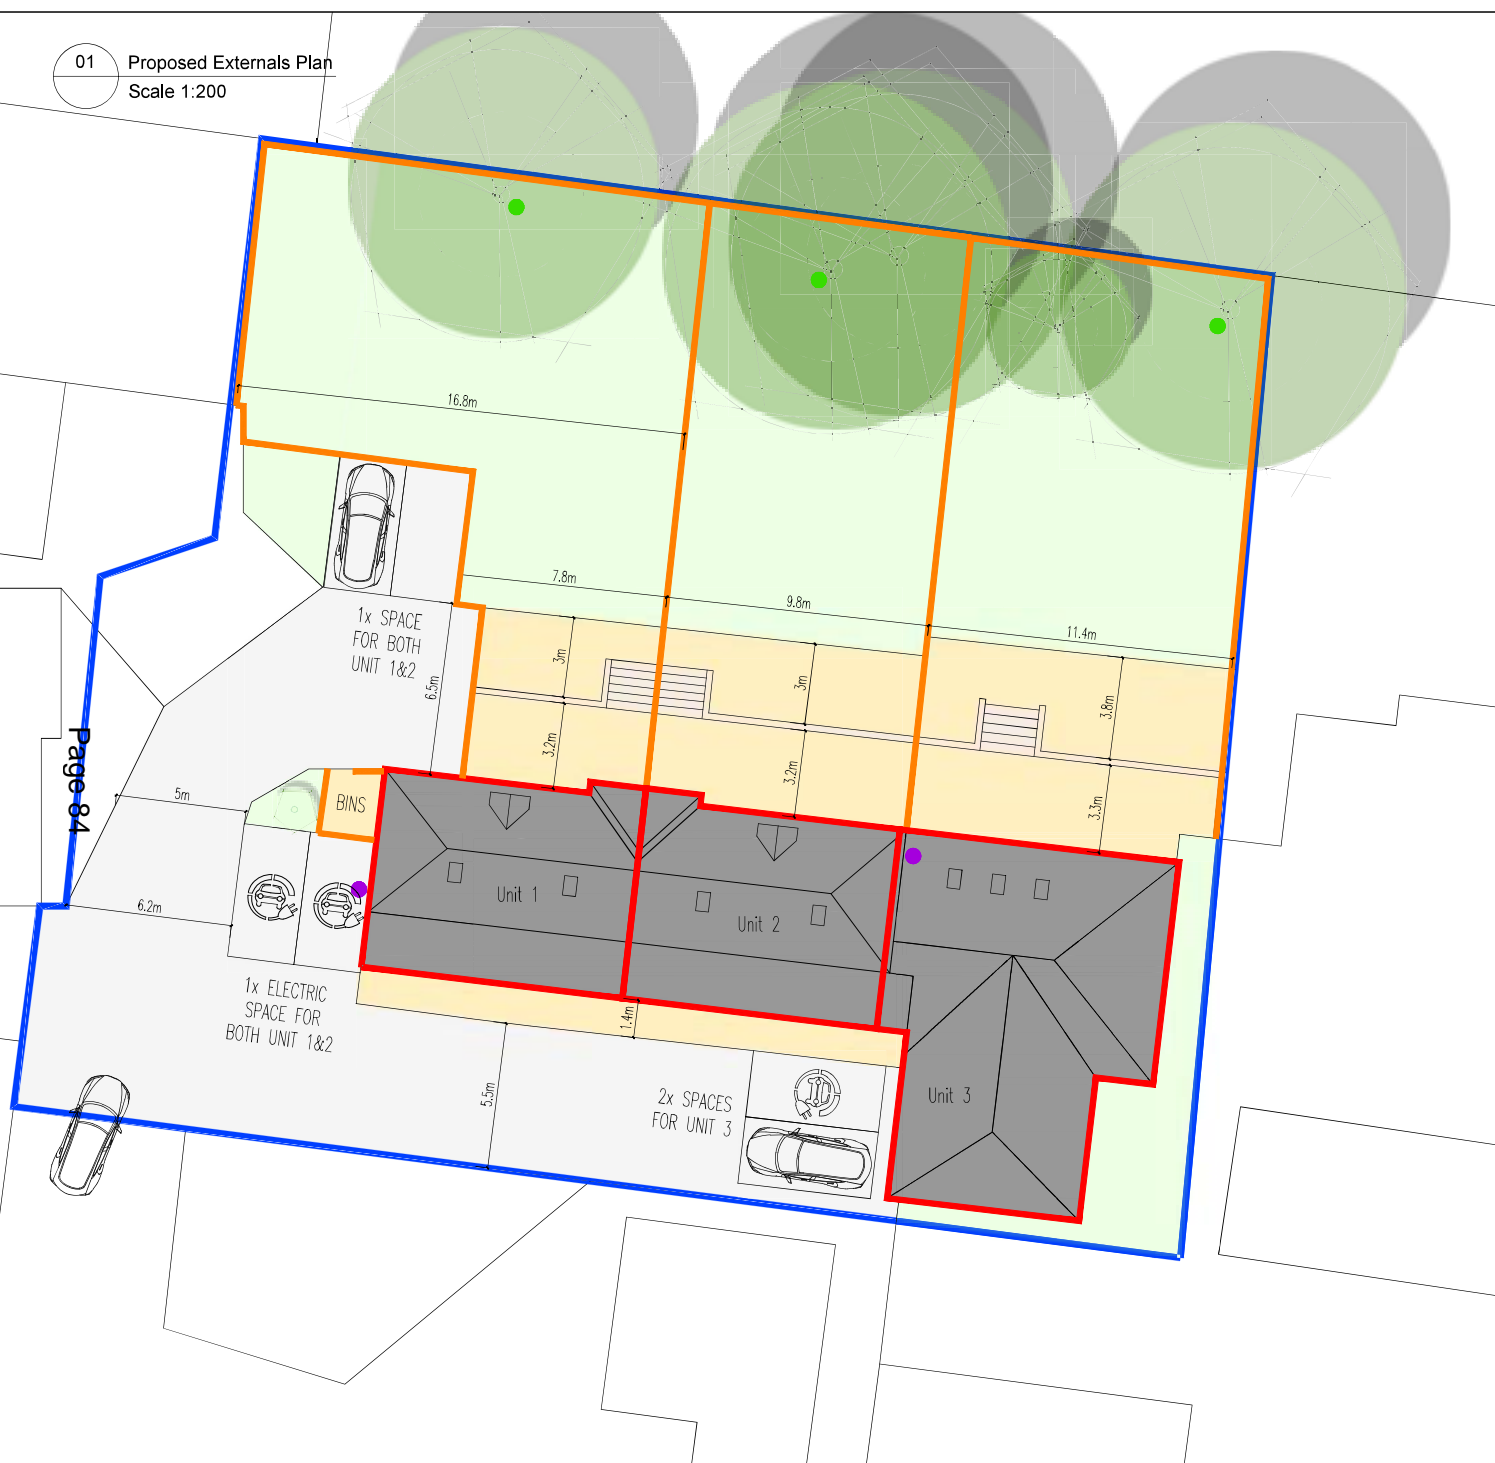 01
Proposed Externals Plan
Scale 1:200
16.8m
7.8m
9.8m
11.4m
1x SPACE
FOR BOTH
UNIT 1&2
6.5m
3m
3m
3.8m
3.2m
3.2m
3.3m
Page 84
5m
BINS
6.2m
Unit 1
Unit 2
1x ELECTRIC
SPACE FOR
BOTH UNIT 1&2
1.4m
5.5m
2x SPACES
FOR UNIT 3
Unit 3